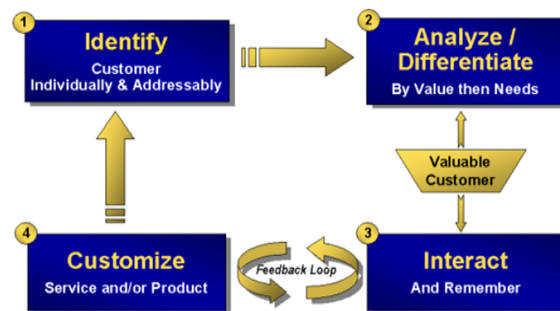 1
Identify
Customer
Individually & Addressably
2
Analyze /
Differentiate
By Value then Needs
Valuable
Customer
4
Customize
Service and/or Product
Feedback Loop
3
Interact
And Remember